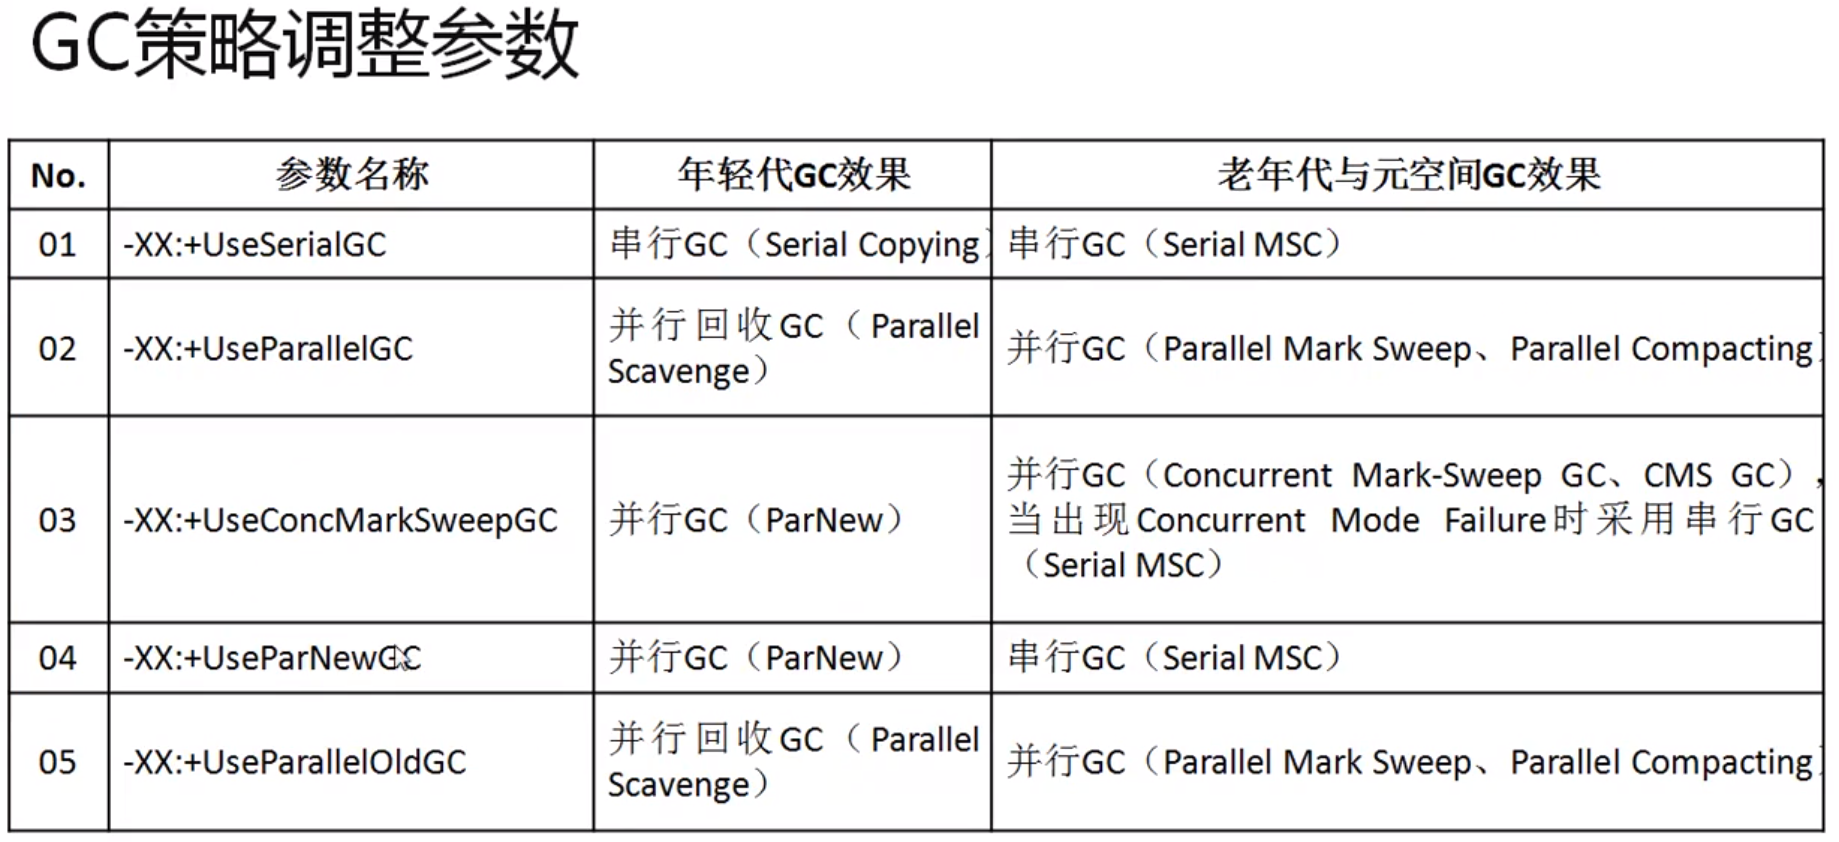 GC策略调整参数
No. 参数名称 年轻代GC效果 老年代与元空间GC效果
01 -XX:+UseSerialGC 串行GC（Serial Copying） 串行GC（Serial MSC）
02 -XX:+UseParallelGC 并行回收GC（Parallel
Scavenge） 并行GC（Parallel Mark Sweep、Parallel Compacting）
03 -XX:+UseConcMarkSweepGC 并行GC（ParNew） 并行GC（Concurrent Mark-Sweep GC、CMS GC），
当出现Concurrent Mode Failure时采用串行GC
（Serial MSC）
04 -XX:+UseParNewGC 并行GC（ParNew） 串行GC（Serial MSC）
05 -XX:+UseParallelOldGC 并行回收GC（Parallel
Scavenge） 并行GC（Parallel Mark Sweep、Parallel Compacting）